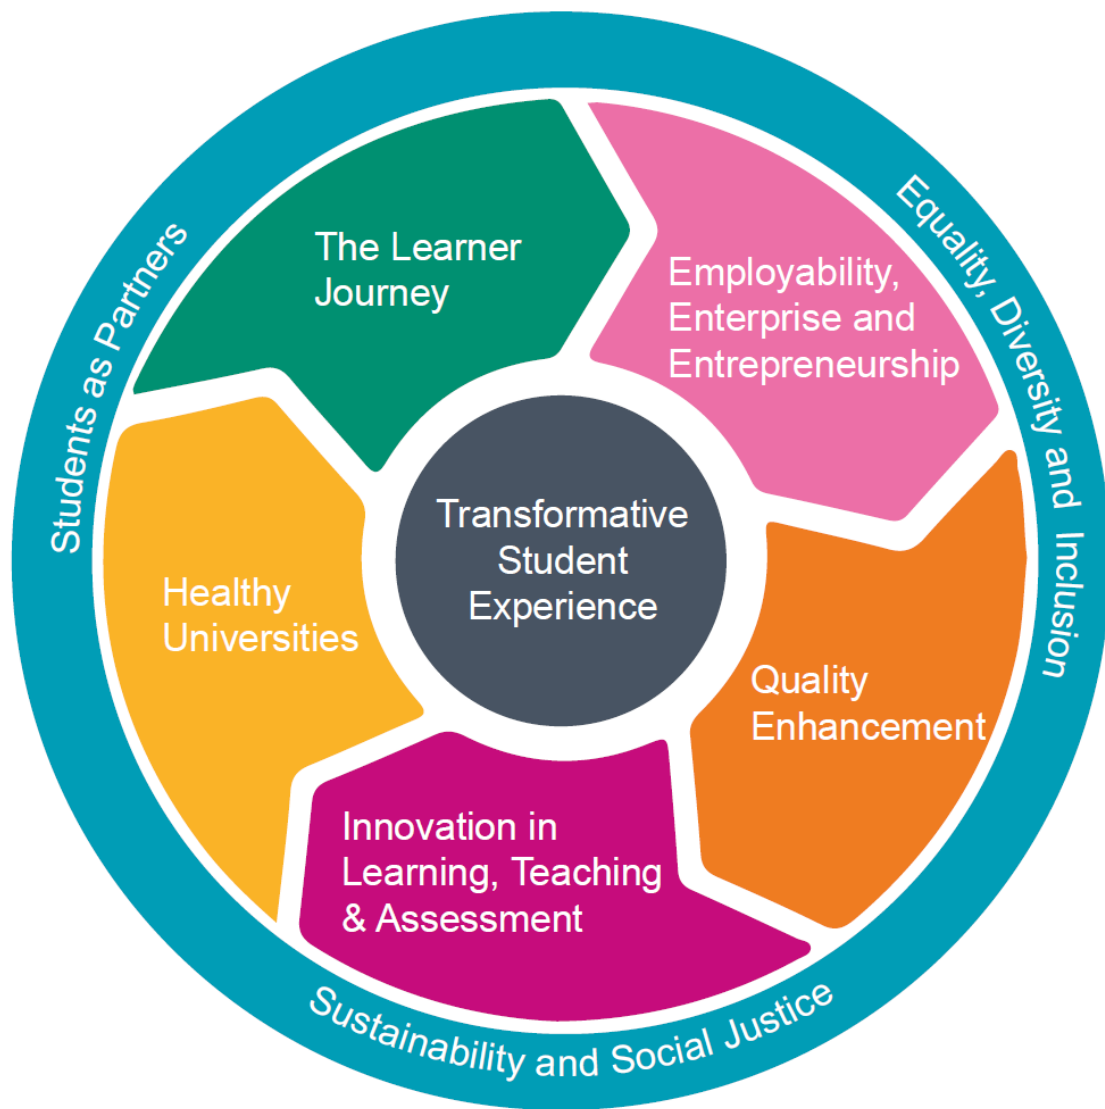 Students as Partners
Equality, Diversity and Inclusion
Sustainability and Social Justice
The Learner
Journey
Employability,
Enterprise and
Entrepreneurship
Quality
Enhancement
Innovation in
Learning, Teaching
& Assessment
Healthy
Universities
Transformative
Student
Experience